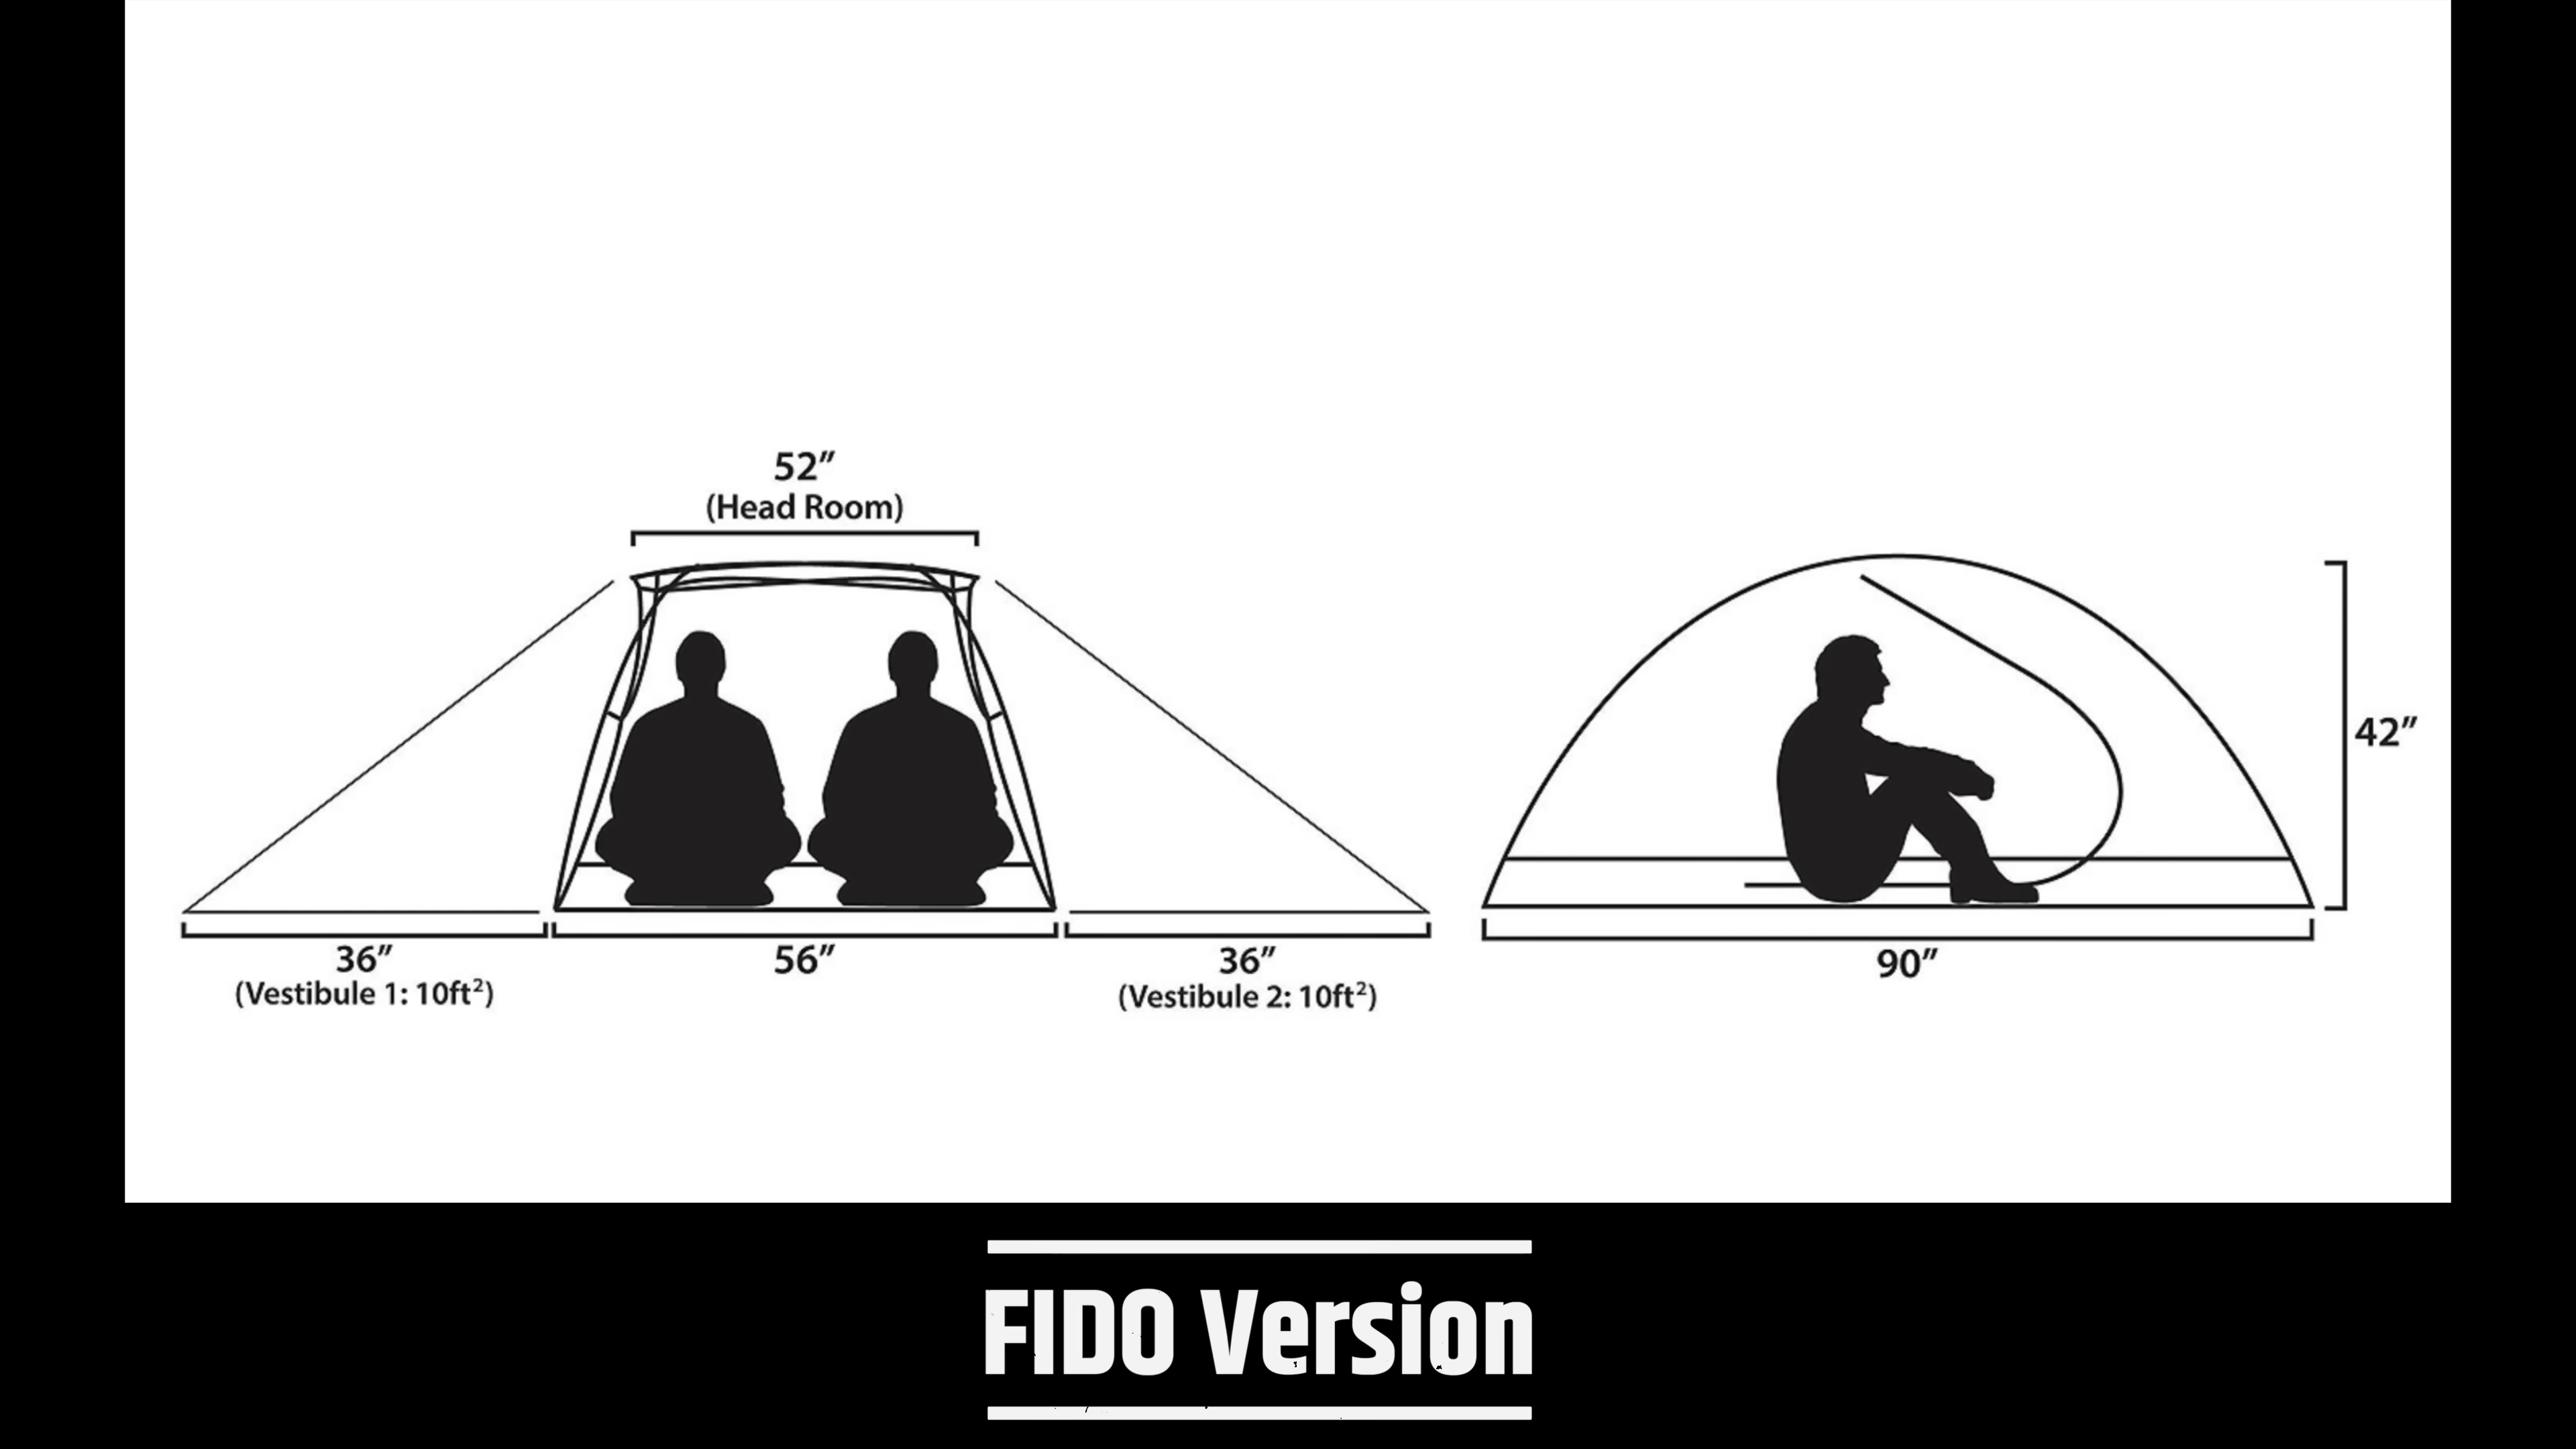 52″
(Head Room)
36″
(Vestibule 1: 10ft²)
56″
36″
(Vestibule 2: 10ft²)
42″
90″
FIDO Version